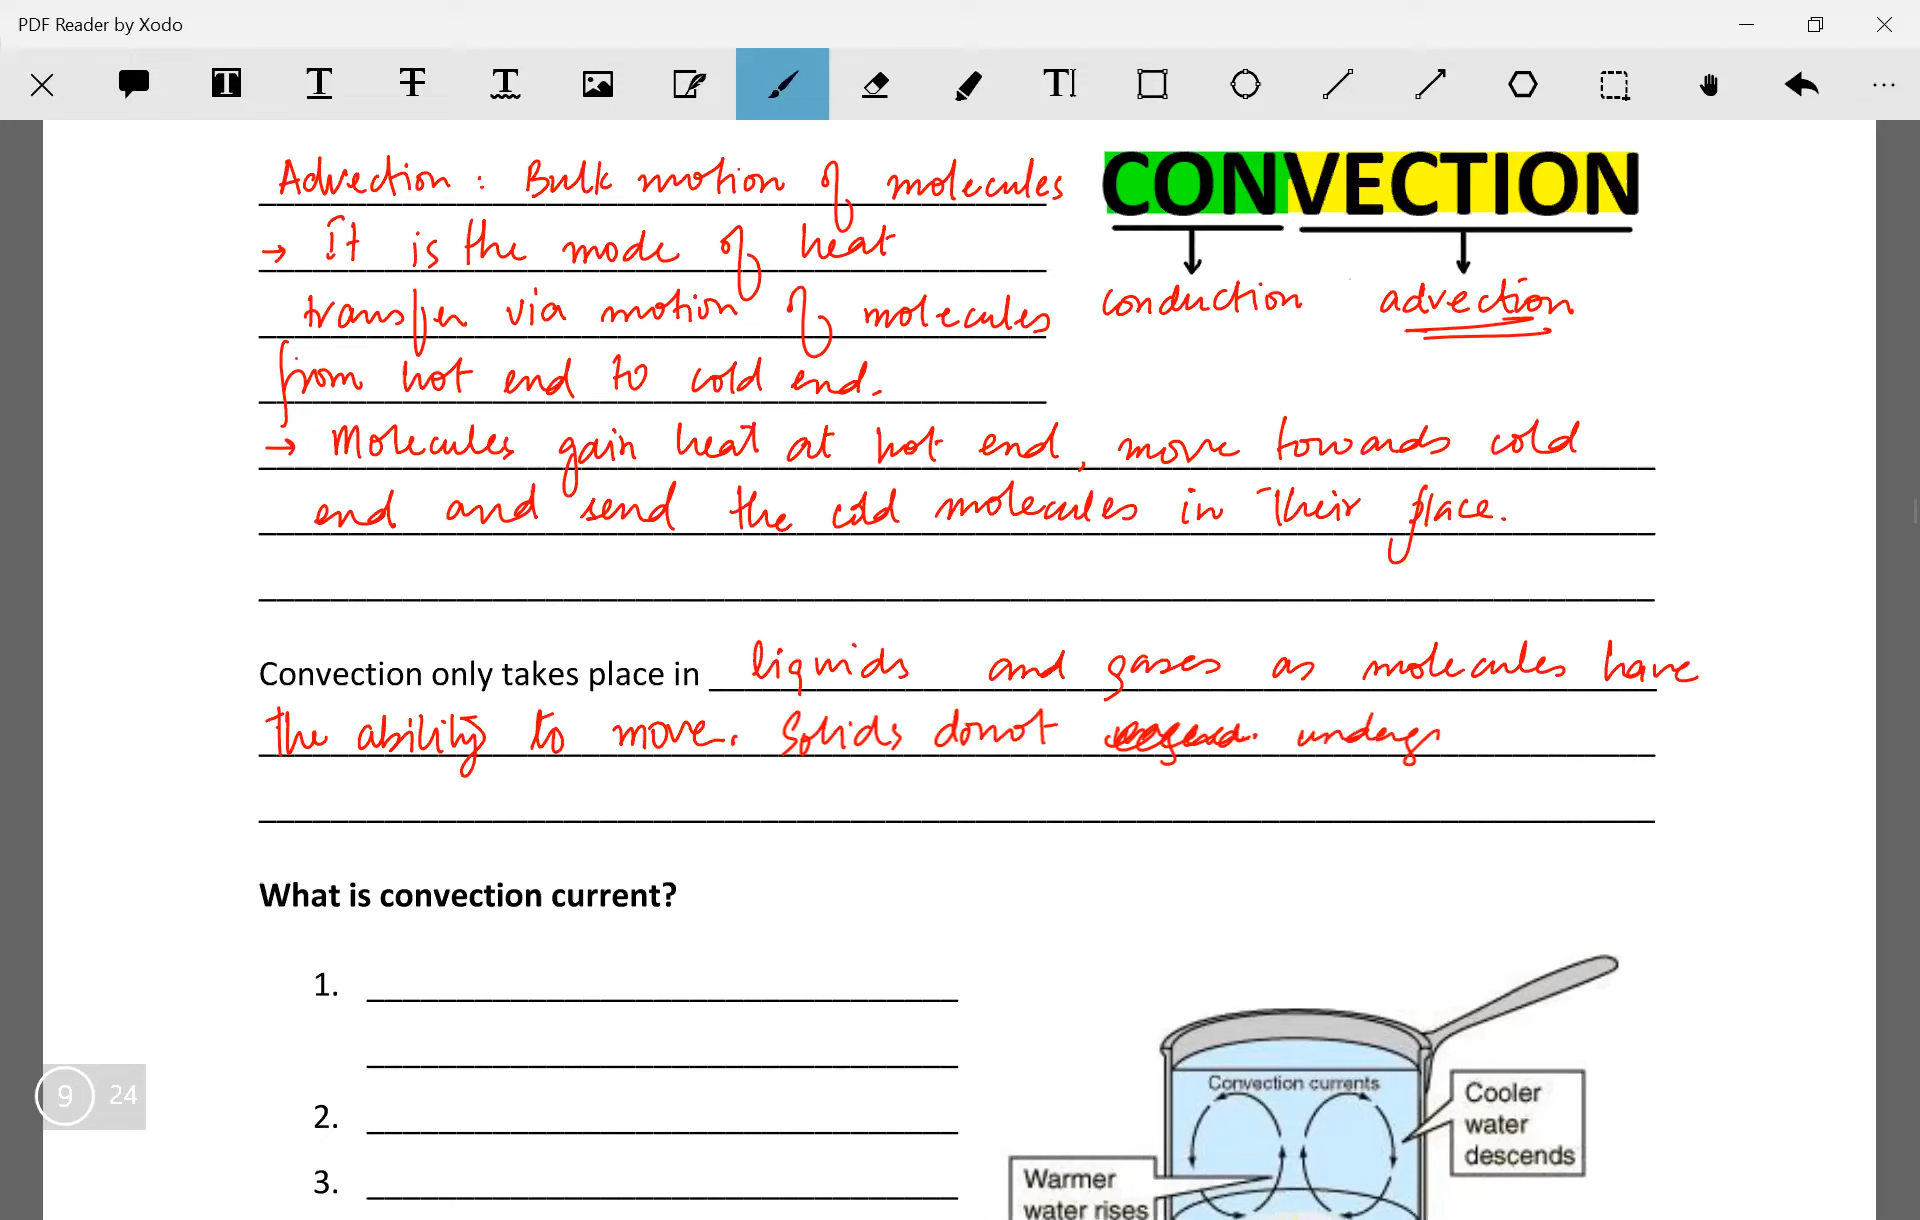 PDF Reader by Xodo
Advection : Bulk motion of molecules
CONVECTION
→ It is the mode of heat
conduction
advection
transfer via motion of molecules
from hot end to cold end.
→ Molecules gain heat at hot end, move towards cold
end and send the cold molecules in their place.
Convection only takes place in liquids and gases as molecules have
the ability to move. Solids donot undergo
What is convection current?
1.
2.
3.
Convection currents
Cooler
water
descends
Warmer
water rises
9 24